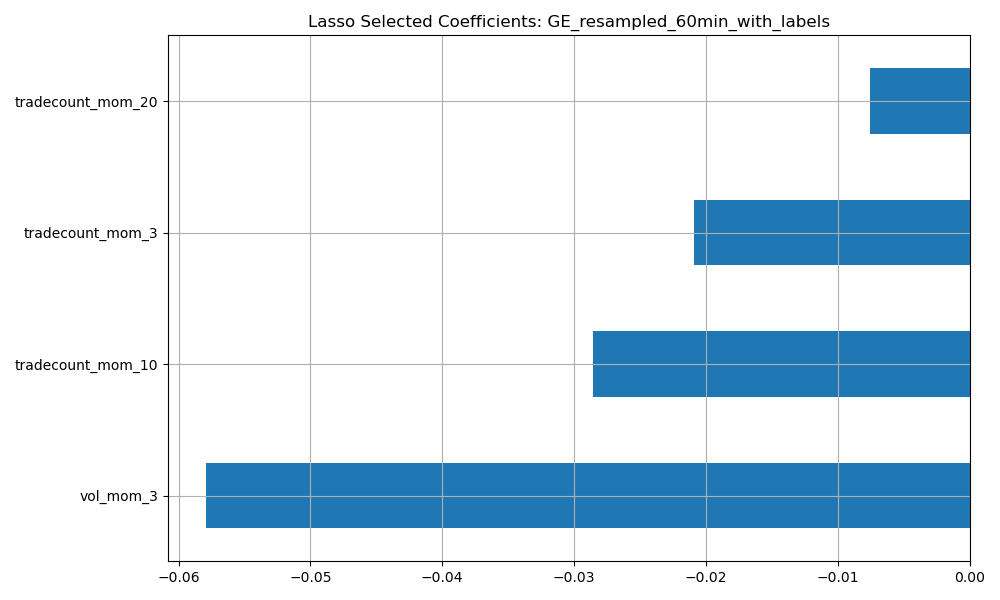 Lasso Selected Coefficients: GE_resampled_60min_with_labels
tradecount_mom_20
tradecount_mom_3
tradecount_mom_10
vol_mom_3
−0.06 −0.05 −0.04 −0.03 −0.02 −0.01 0.00